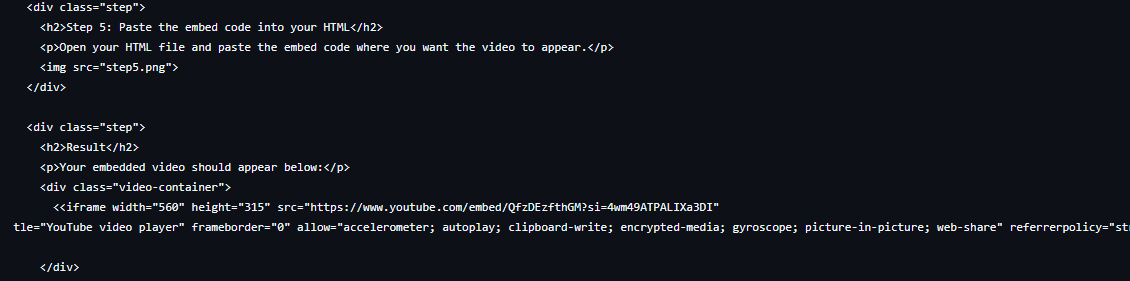 <div class="step">
<h2>Step 5: Paste the embed code into your HTML</h2>
<p>Open your HTML file and paste the embed code where you want the video to appear.</p>
<img src="step5.png">
</div>
<div class="step">
<h2>Result</h2>
<p>Your embedded video should appear below:</p>
<div class="video-container">
<<iframe width="560" height="315" src="https://www.youtube.com/embed/QfzDEzfthGM?si=4wm49ATPALIXa3DI"
tle="YouTube video player" frameborder="0" allow="accelerometer; autoplay; clipboard-write; encrypted-media; gyroscope; picture-in-picture; web-share" referrerpolicy="str
</div>